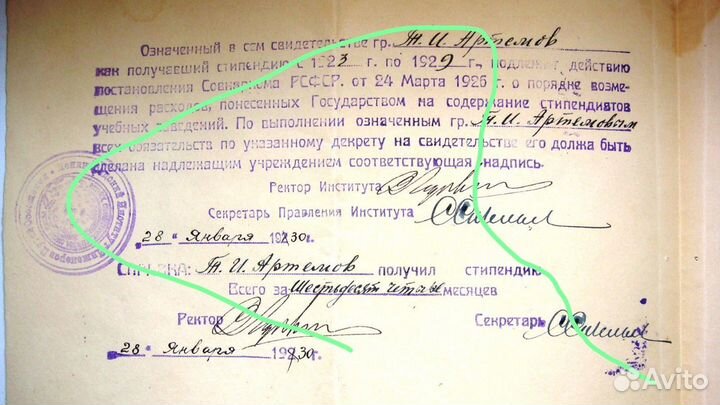 Означенный в сем свидетельстве гр. Т. И. Артемов
как получавший стипендию с 1923 г. по 1929 г., подлежит действию
постановления Совнаркома РСФСР. от 24 Марта 1926 г. о порядке возме-
щения расходов, понесенных Государством на содержание стипендиатов
учебных заведений. По выполнении означенным гр. Т. И. Артемовым
всех обязательств по указанному декрету на свидетельстве его должна быть
сделана надлежащим учреждением соответствующая надпись.
Ректор Института
Секретарь Правления Института
„28" Января 1930г.
СПРАВКА: Т. И. Артемов получил стипендию
Всего за Шестьдесят четыре месяцев
Ректор Секретарь
„28" Января 1930г.
Avito